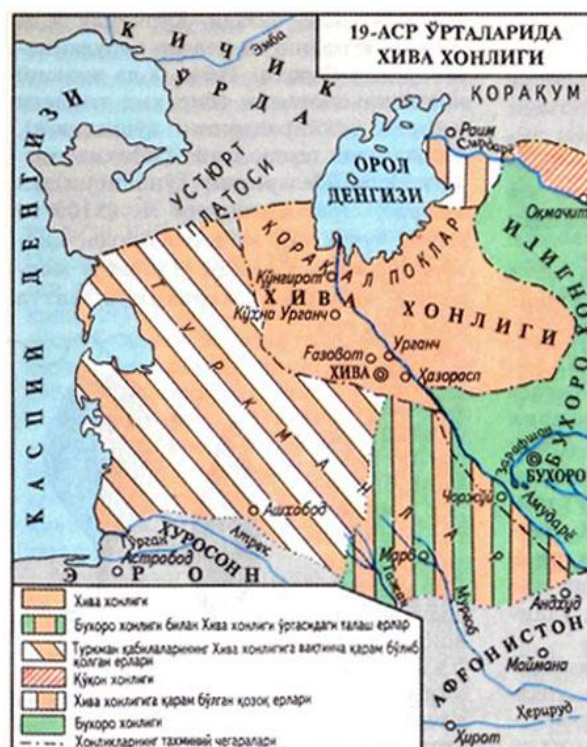 19-АСР ЎРТАЛАРИДА
ХИВА ХОНЛИГИ
КИЧИК
УРДА
Эмба
ҚОРАҚУМ
Раим
Сирдарё
Оқмачит
УСТЮРТ
ПЛАТОСИ
ОРОЛ
ДЕНГИЗИ
КАСПИЙ ДЕНГИЗИ
ҚОРАҚАЛПОҚЛАР
Қўнғирот
ХИВА
ХОНЛИГИ
Кўҳна Урганч
Урганч
Ғазовот
ХИВА
Ҳазорасп
БУХОРО ХОНЛИГИ
Зарафшон
БУХОРО
ТУРКМАНЛАР
Чоржўй
Амударё
Ашхобод
Гўрган
Астробод
ХУРОСОН
Атрек
ЭРОН
Марв
Тажан
Мурғоб
Андхуд
Маймана
АФҒОНИСТОН
Ҳерируд
Ҳирот
Хива хонлиги
Бухоро хонлиги билан Хива хонлиги ўртасидаги талаш ерлар
Туркман қабилаларининг Хива хонлигига вақтинча қарам бўлиб
қолган ерлари
Қўқон хонлиги
Хива хонлигига қарам бўлган қозоқ ерлари
Бухоро хонлиги
Хонликларнинг тахминий чегаралари